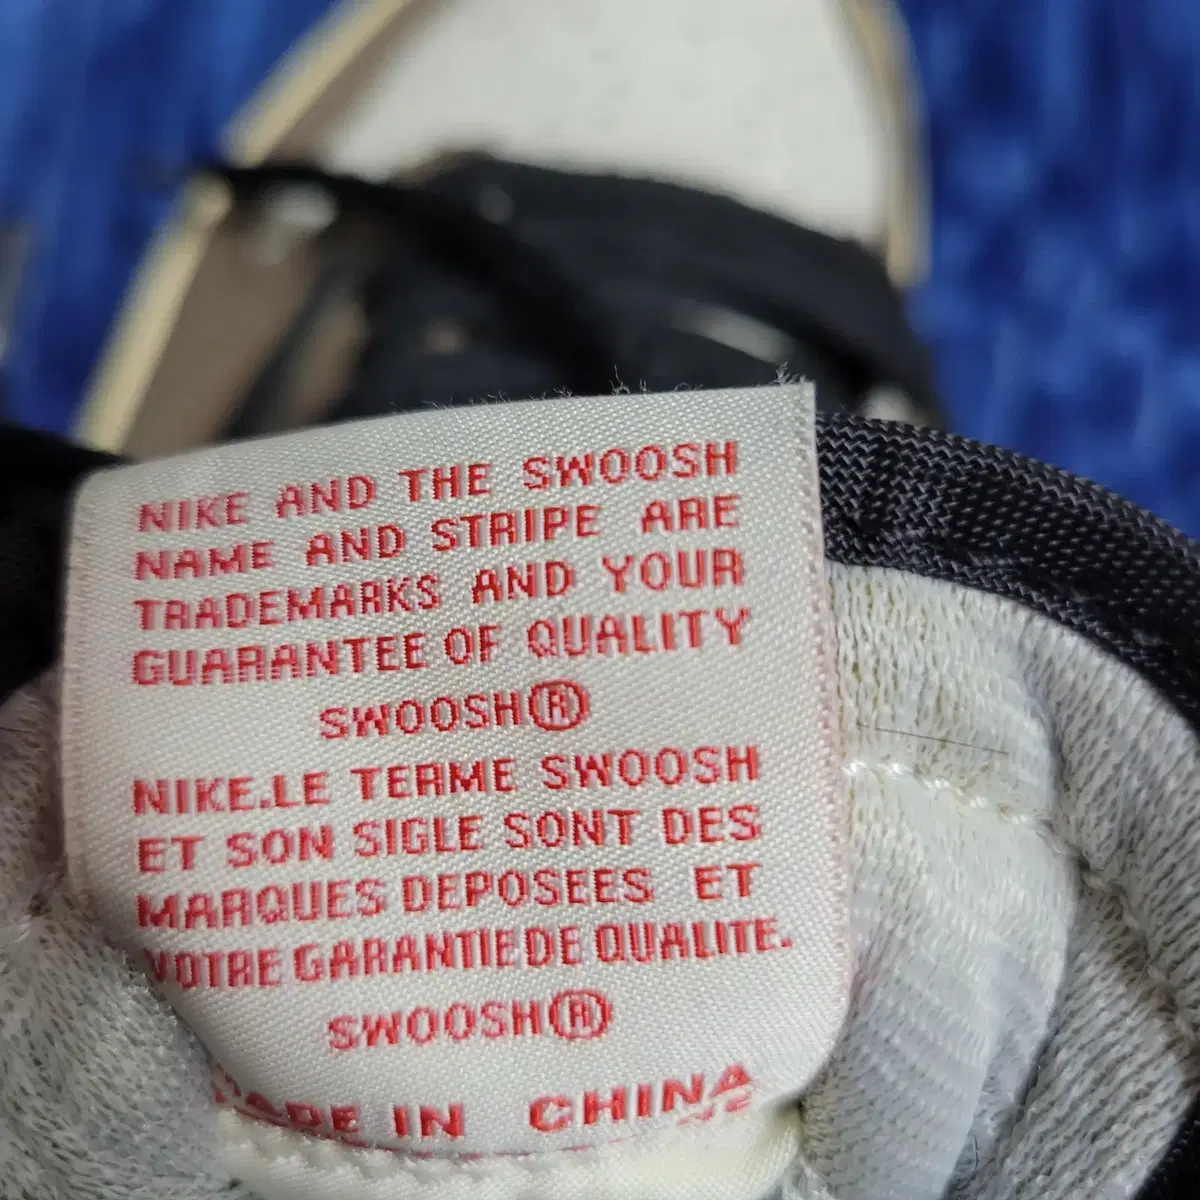 NIKE AND THE SWOOSH
NAME AND STRIPE ARE
TRADEMARKS AND YOUR
GUARANTEE OF QUALITY
SWOOSH®
NIKE.LE TERME SWOOSH
ET SON SIGLE SONT DES
MARQUES DEPOSEES ET
VOTRE GARANTIE DE QUALITE.
SWOOSH®
MADE IN CHINA